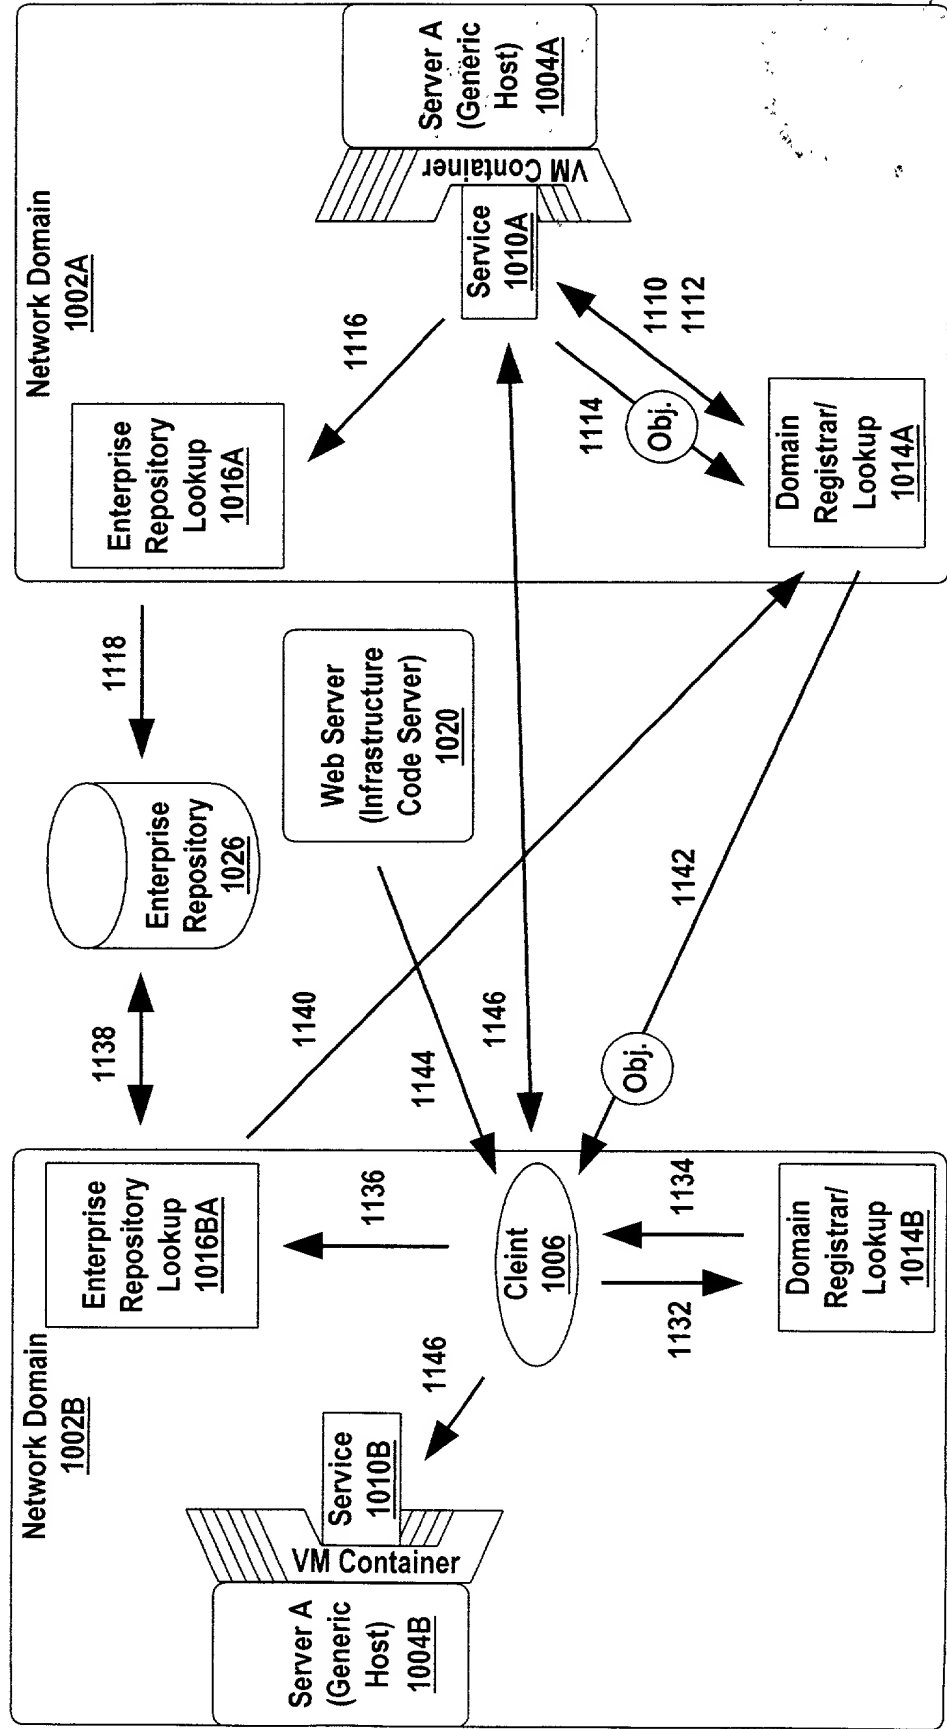 Network Domain
1002B
Server A
(Generic
Host)
1004B
VM Container
Service
1010B
Enterprise
Repository
Lookup
1016BA
1146
1136
Cleint
1006
1132
1134
Domain
Registrar/
Lookup
1014B
1138
Enterprise
Repository
1026
1118
1140
Web Server
(Infrastructure
Code Server)
1020
1144
1146
Obj.
1142
Network Domain
1002A
Enterprise
Repository
Lookup
1016A
1116
Server A
(Generic
Host)
1004A
VM Container
Service
1010A
1114
Obj.
1110
1112
Domain
Registrar/
Lookup
1014A